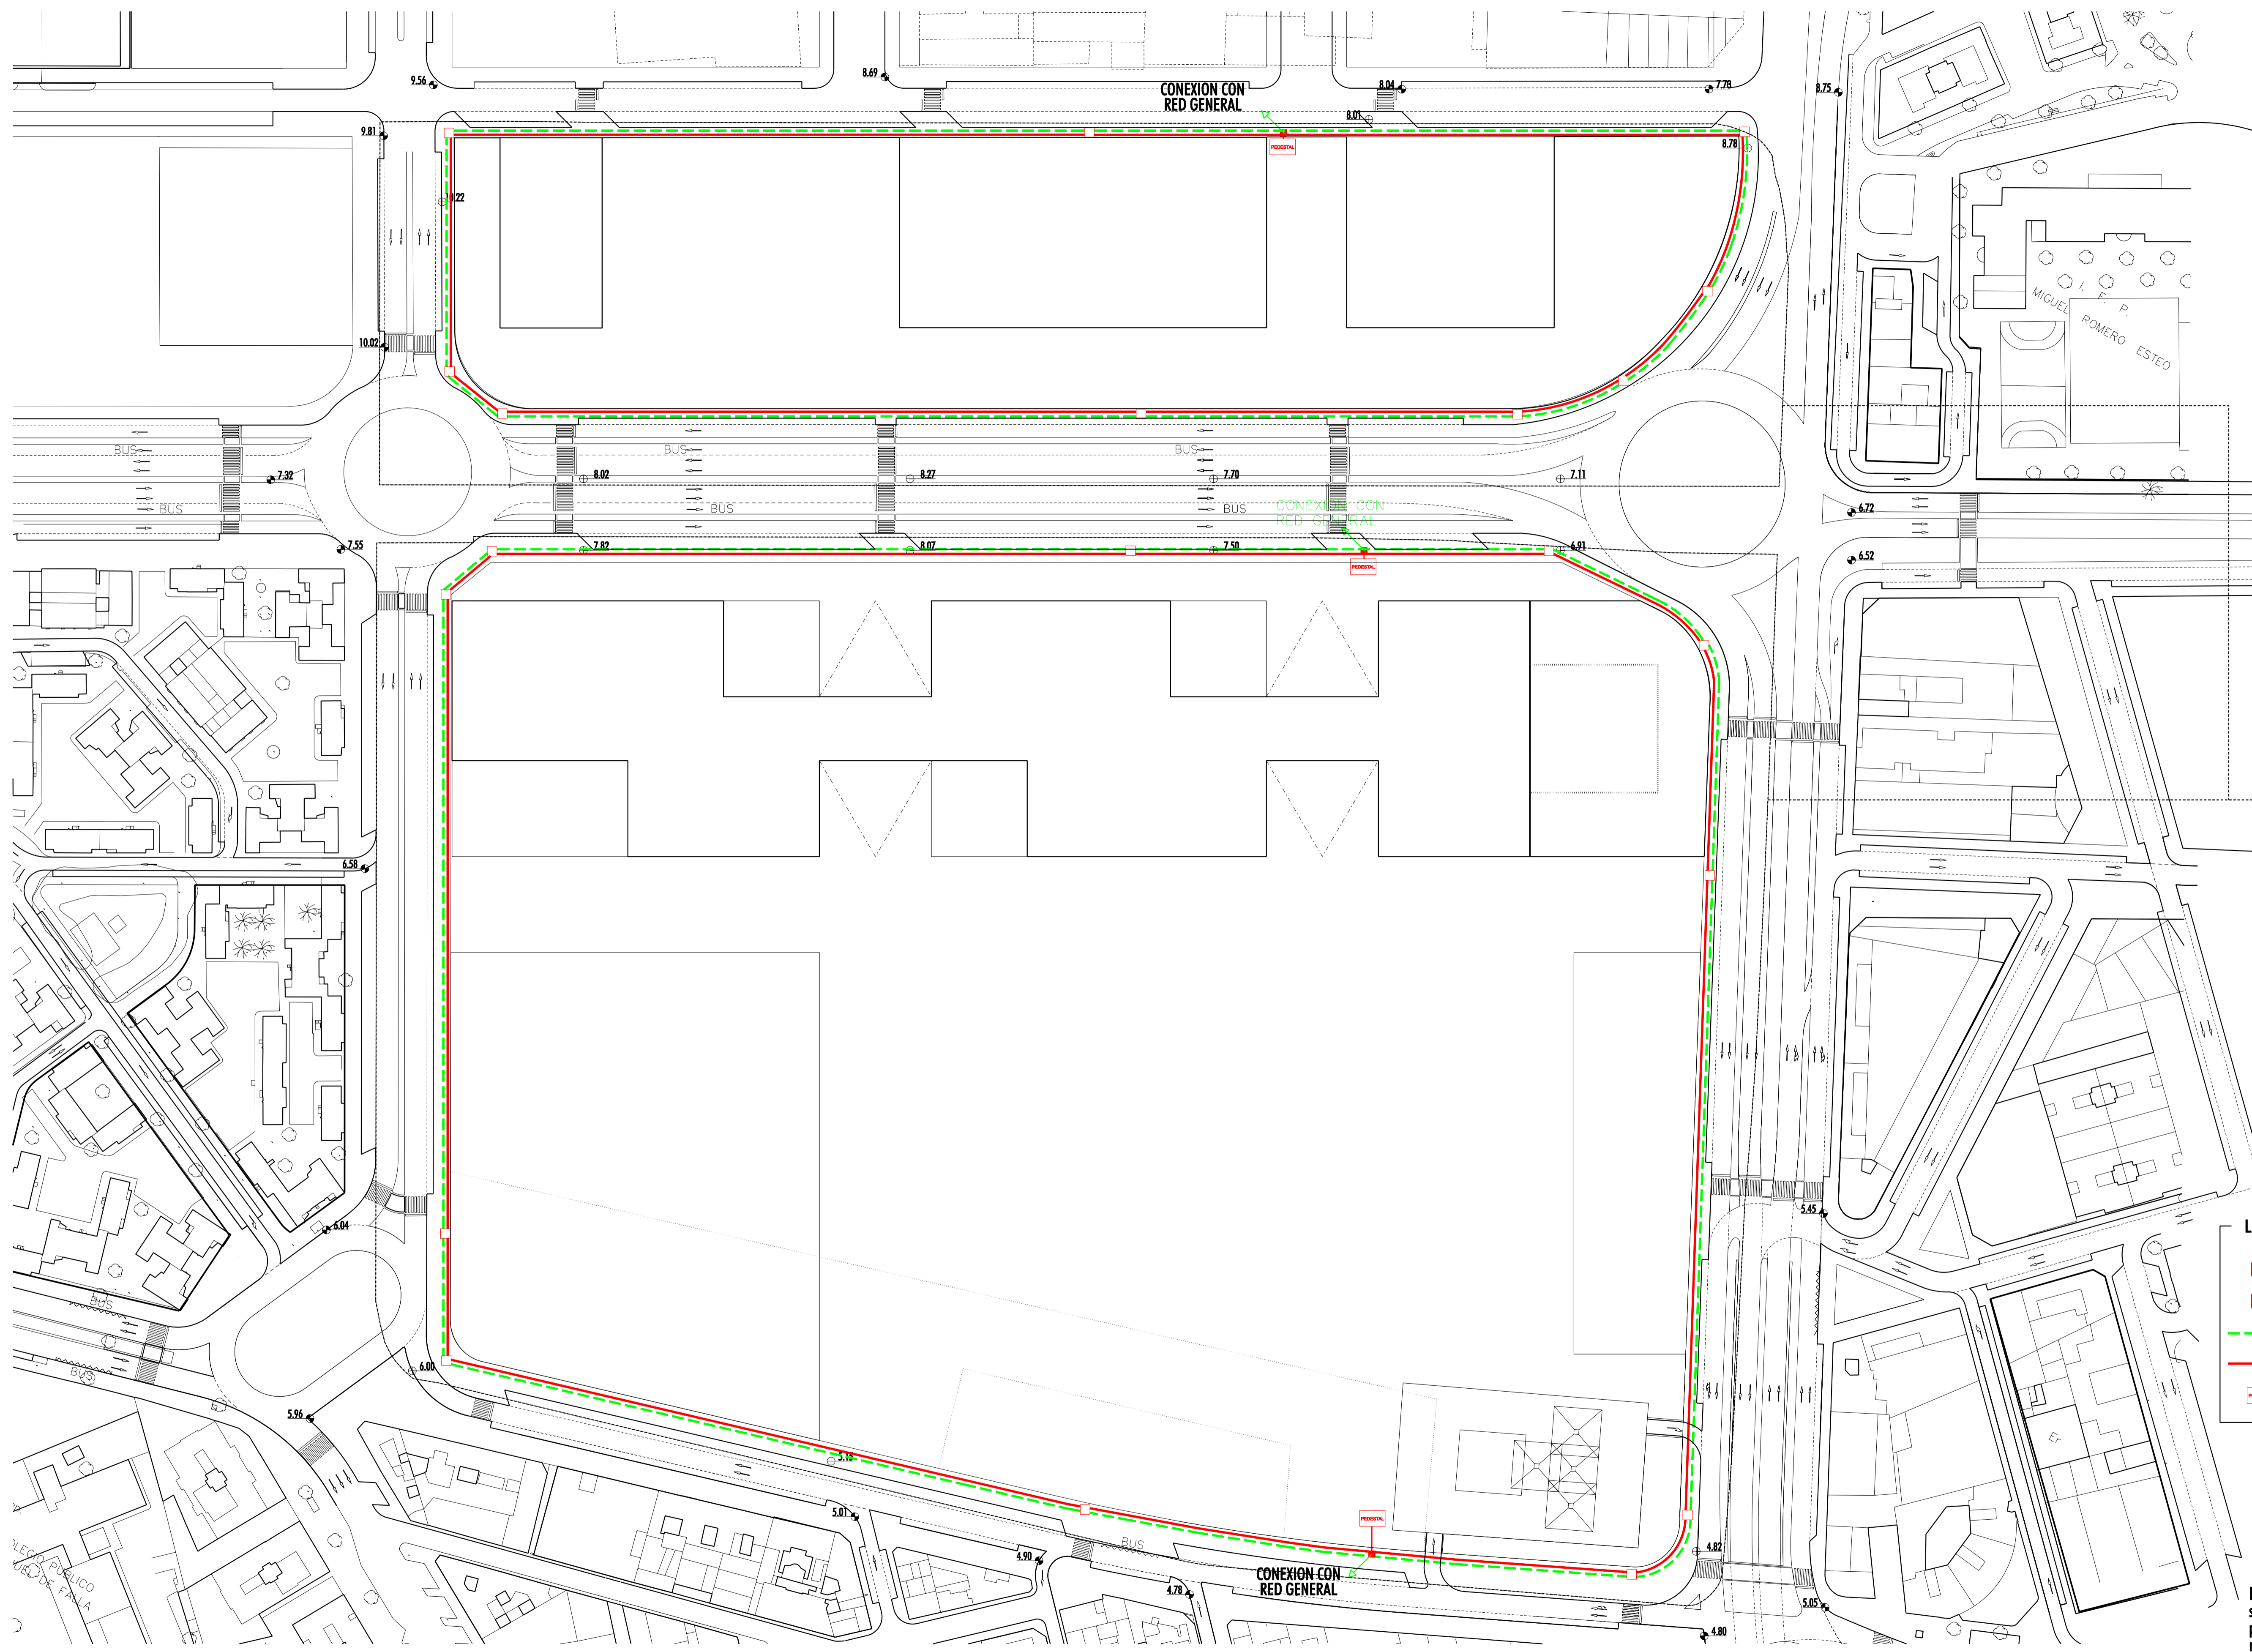 9.56
8.69
CONEXION CON
RED GENERAL
8.04
7.78
8.75
9.81
8.01
PEDESTAL
8.78
10.22
I. E. P.
MIGUEL ROMERO ESTEO
10.02
BUS
BUS
BUS
7.32
8.02
8.27
7.70
7.11
BUS
BUS
BUS
CONEXION CON
RED GENERAL
6.72
7.55
7.82
8.07
7.50
6.91
6.52
PEDESTAL
6.58
6.04
5.45
L
BUS
BUS
6.00
5.96
5.16
PEDESTAL
5.01
BUS
4.90
4.82
CONEXION CON
RED GENERAL
4.78
5.05
4.80